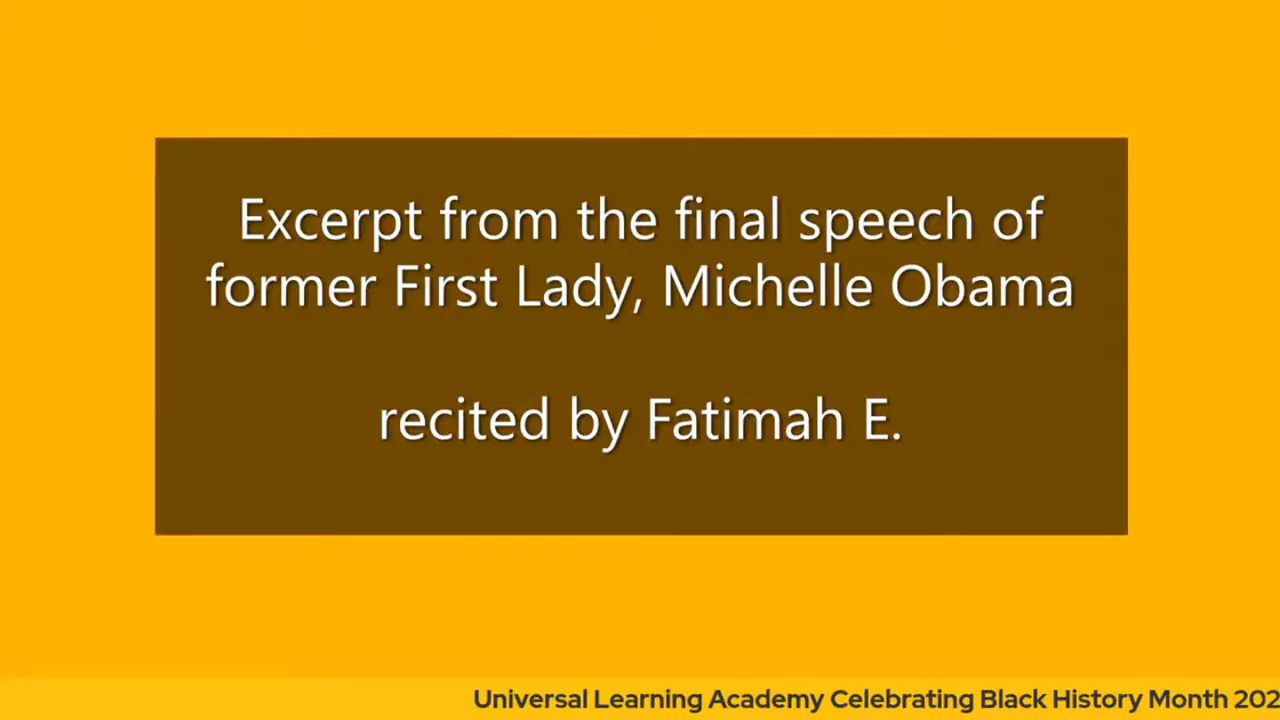 Excerpt from the final speech of
former First Lady, Michelle Obama
recited by Fatimah E.
Universal Learning Academy Celebrating Black History Month 202